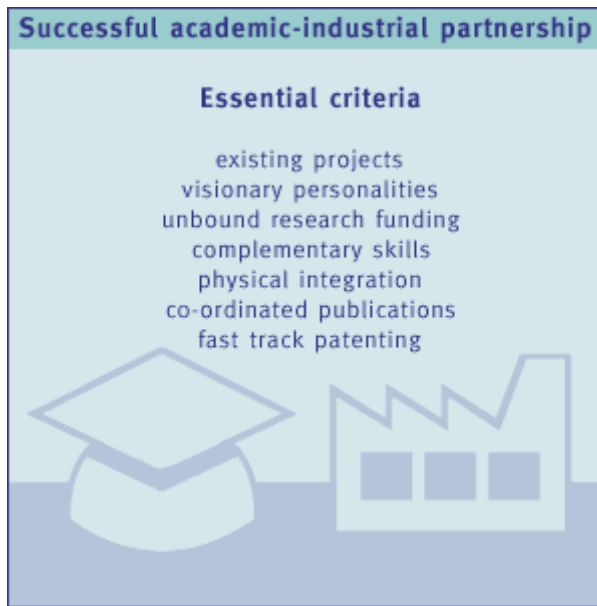 Successful academic-industrial partnership
Essential criteria
existing projects
visionary personalities
unbound research funding
complementary skills
physical integration
co-ordinated publications
fast track patenting